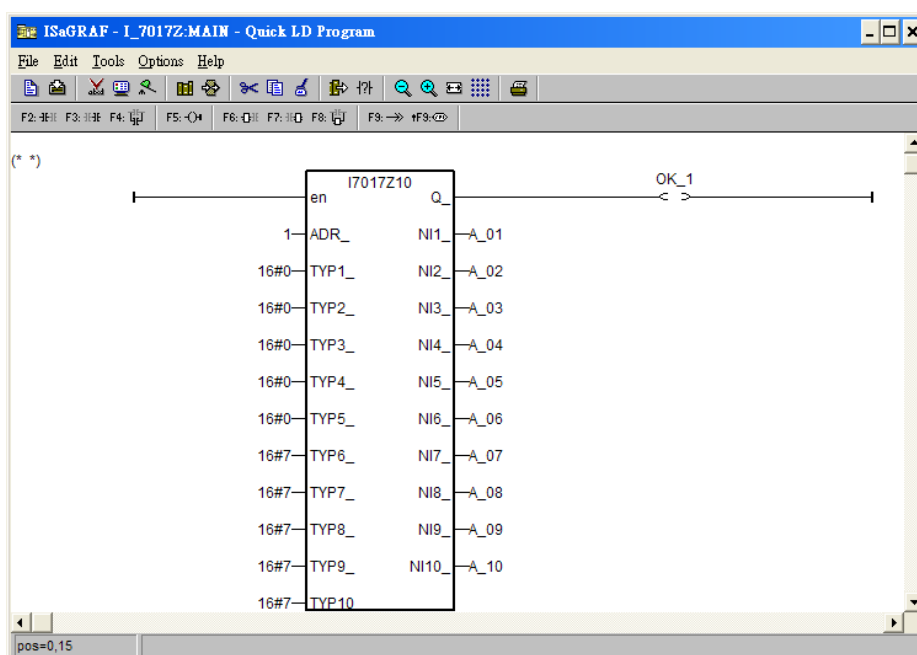 ISaGRAF - I_7017Z:MAIN - Quick LD Program
File Edit Tools Options Help
F2: F3: F4: F5: F6: F7: F8: F9: ↑F9:
(* *)
I7017Z10
OK_1
en Q_
1 ADR_ NI1_ A_01
16#0 TYP1_ NI2_ A_02
16#0 TYP2_ NI3_ A_03
16#0 TYP3_ NI4_ A_04
16#0 TYP4_ NI5_ A_05
16#0 TYP5_ NI6_ A_06
16#7 TYP6_ NI7_ A_07
16#7 TYP7_ NI8_ A_08
16#7 TYP8_ NI9_ A_09
16#7 TYP9_ NI10_ A_10
16#7 TYP10
pos=0,15